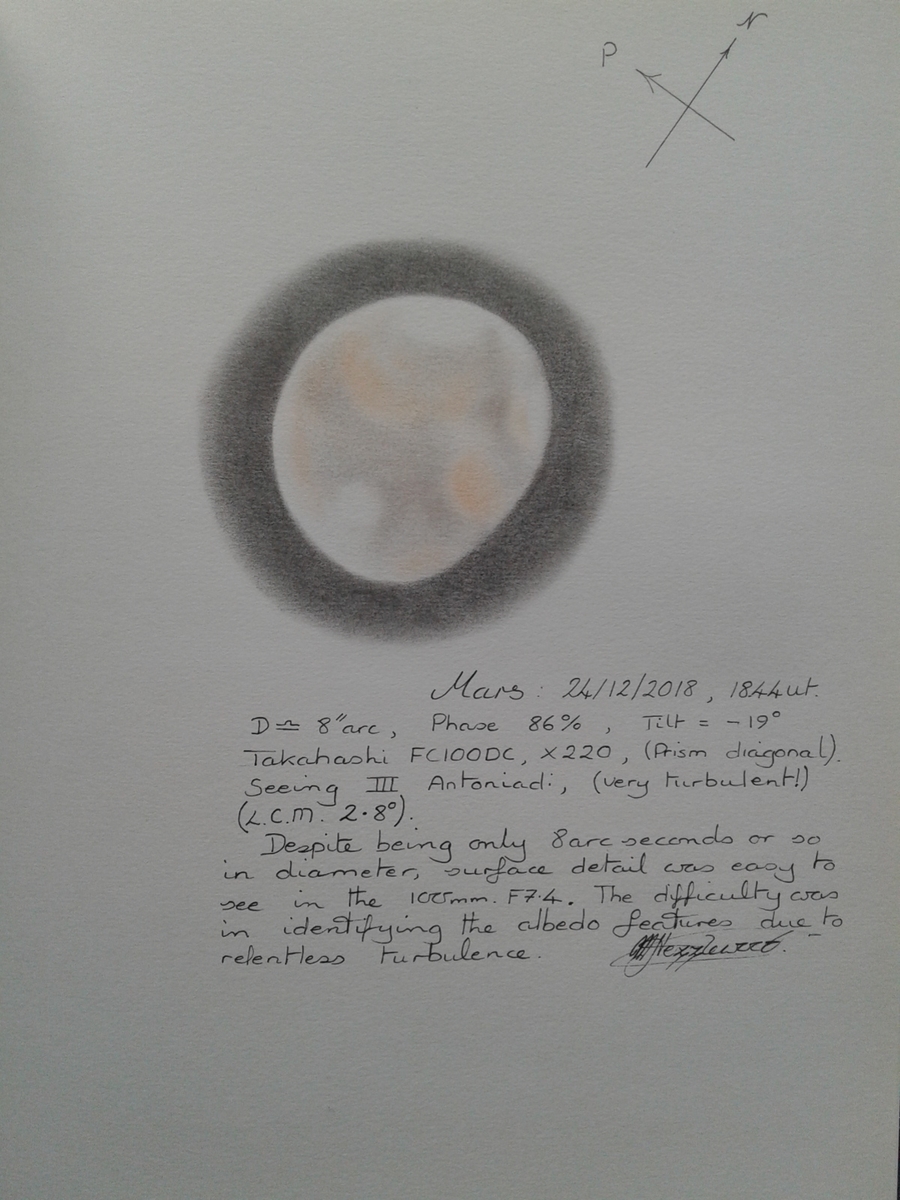 N
P
Mars: 24/12/2018, 1844ut.
D ≏ 8"arc, Phase 86%, Tilt = -19°
Takahashi FC100DC, X220, (Prism diagonal).
Seeing III Antoniadi, (very turbulent!)
(L.C.M. 2.8°).
Despite being only 8arc seconds or so
in diameter, surface detail was easy to
see in the 100mm. F7.4. The difficulty was
in identifying the albedo features due to
relentless turbulence.